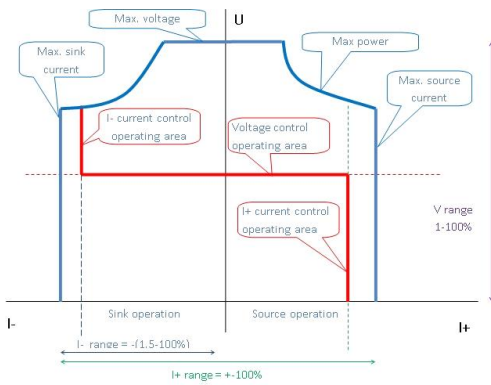 Max. voltage
U
Max power
Max. sink
current
Max. source
current
I- current control
operating area
Voltage control
operating area
I+ current control
operating area
V range
1-100%
Sink operation
Source operation
I-
I+
I- range = -(1.5-100%)
I+ range = +-100%